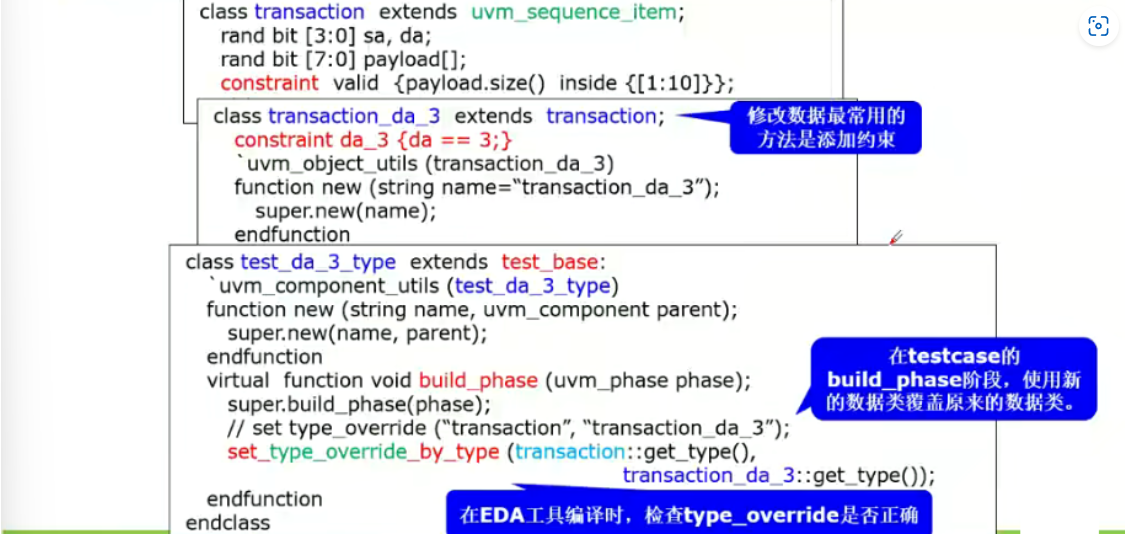 class transaction extends uvm_sequence_item;
rand bit [3:0] sa, da;
rand bit [7:0] payload[];
constraint valid {payload.size() inside {[1:10]}};
class transaction_da_3 extends transaction;
修改数据最常用的
方法是添加约束
constraint da_3 {da == 3;}
`uvm_object_utils (transaction_da_3)
function new (string name=“transaction_da_3”);
super.new(name);
endfunction
class test_da_3_type extends test_base:
`uvm_component_utils (test_da_3_type)
function new (string name, uvm_component parent);
super.new(name, parent);
endfunction
virtual function void build_phase (uvm_phase phase);
super.build_phase(phase);
在testcase的
build_phase阶段，使用新
的数据类覆盖原来的数据类。
// set type_override (“transaction”, “transaction_da_3”);
set_type_override_by_type (transaction::get_type(),
transaction_da_3::get_type());
endfunction
endclass
在EDA工具编译时，检查type_override是否正确